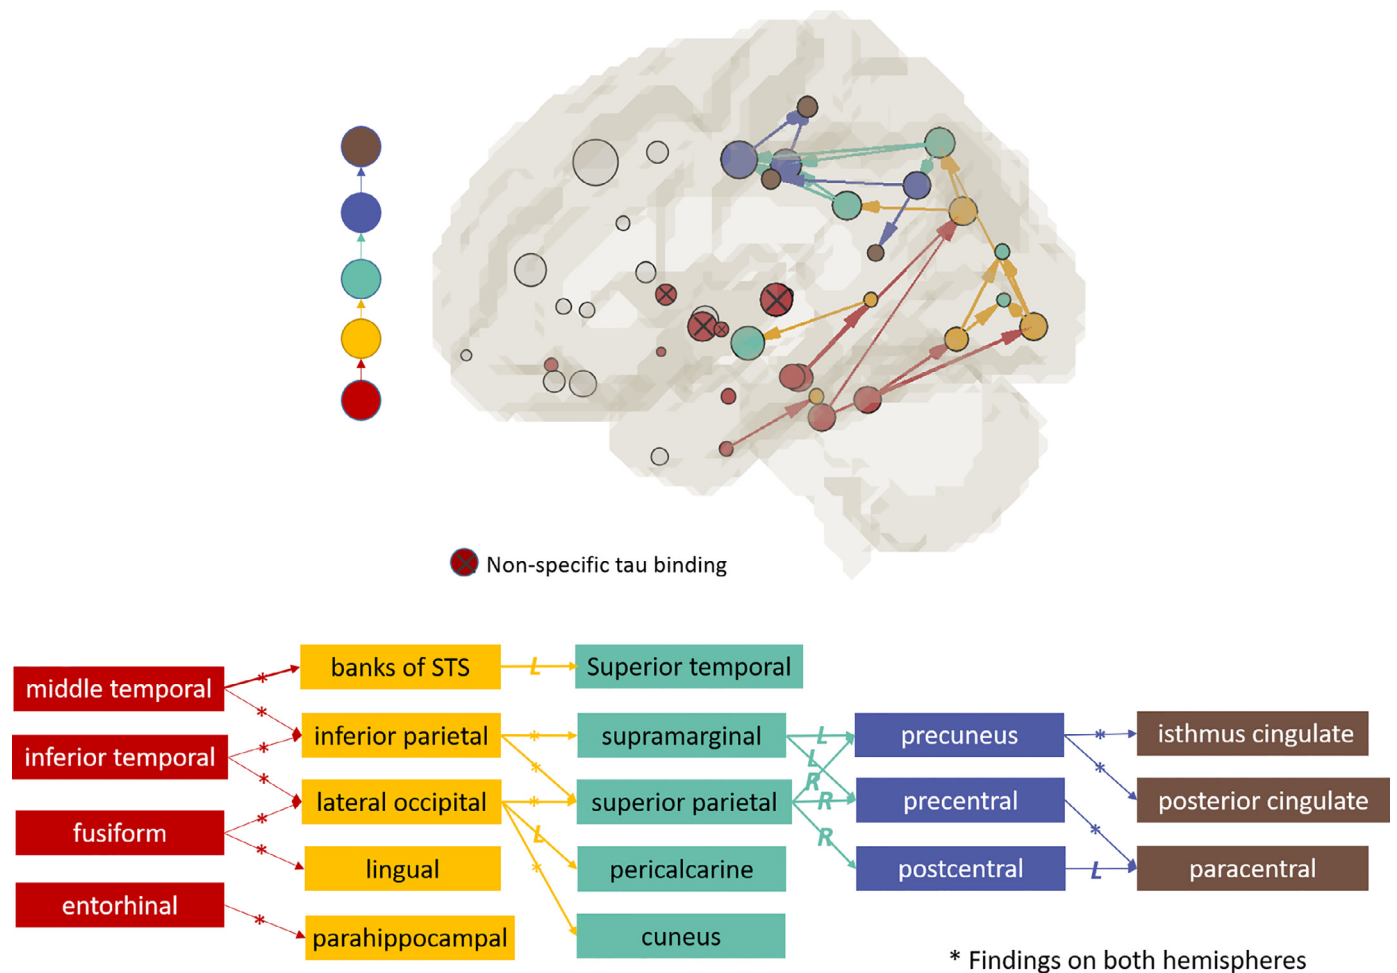 Non-specific tau binding
banks of STS
L
Superior temporal
middle temporal
*
*
inferior parietal
*
supramarginal
L
precuneus
*
isthmus cingulate
inferior temporal
*
*
*
L
R
*
lateral occipital
*
superior parietal
R
precentral
posterior cingulate
fusiform
*
*
L
R
*
lingual
*
pericalcarine
postcentral
L
paracentral
entorhinal
*
parahippocampal
cuneus
* Findings on both hemispheres